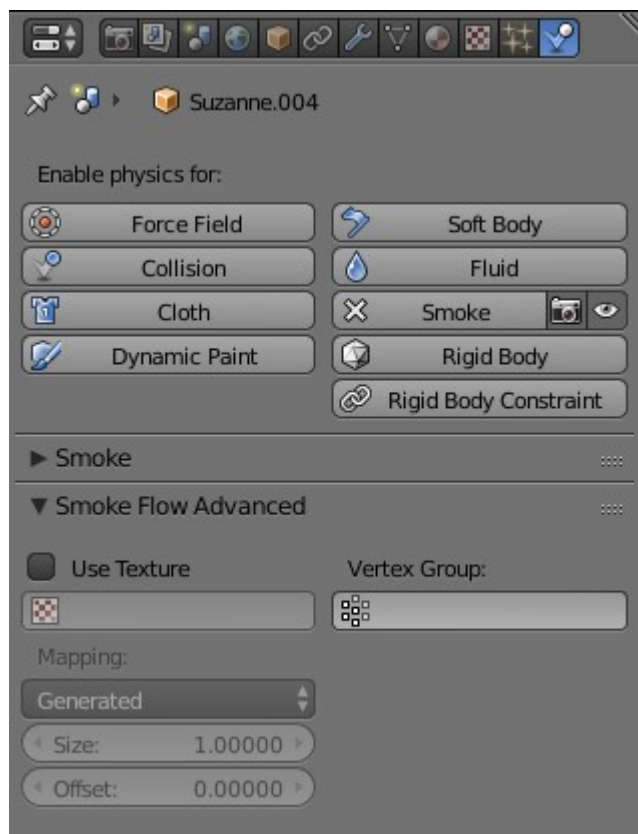 Suzanne.004
Enable physics for:
Force Field
Soft Body
Collision
Fluid
Cloth
Smoke
Dynamic Paint
Rigid Body
Rigid Body Constraint
Smoke
Smoke Flow Advanced
Use Texture
Vertex Group:
Mapping:
Generated
Size: 1.00000
Offset: 0.00000